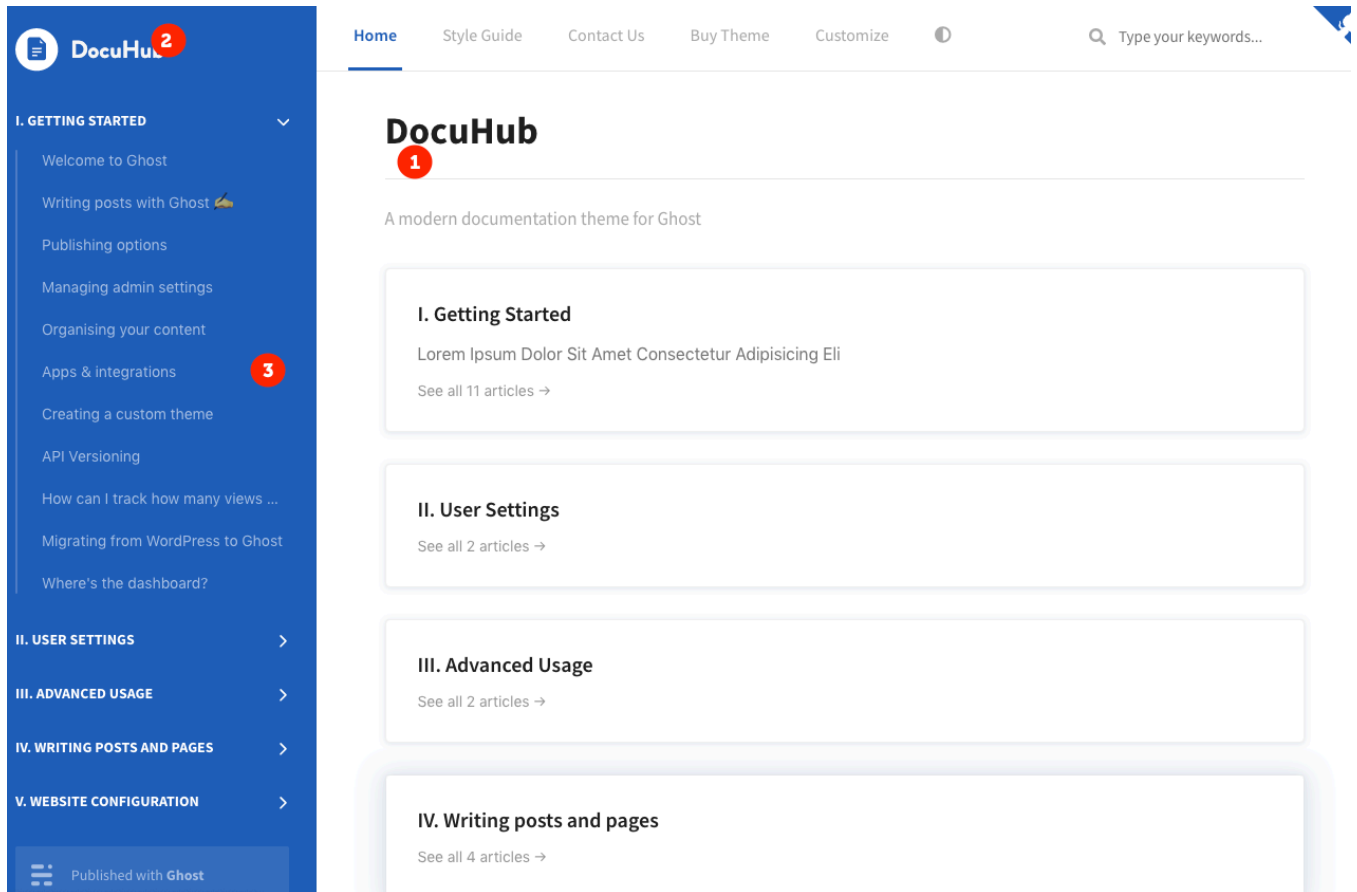 DocuHub
2
I. GETTING STARTED
Welcome to Ghost
Writing posts with Ghost ✍️
Publishing options
Managing admin settings
Organising your content
Apps & integrations
3
Creating a custom theme
API Versioning
How can I track how many views ...
Migrating from WordPress to Ghost
Where's the dashboard?
II. USER SETTINGS
III. ADVANCED USAGE
IV. WRITING POSTS AND PAGES
V. WEBSITE CONFIGURATION
Published with Ghost
Home Style Guide Contact Us Buy Theme Customize Type your keywords...
DocuHub
1
A modern documentation theme for Ghost
I. Getting Started
Lorem Ipsum Dolor Sit Amet Consectetur Adipisicing Eli
See all 11 articles →
II. User Settings
See all 2 articles →
III. Advanced Usage
See all 2 articles →
IV. Writing posts and pages
See all 4 articles →